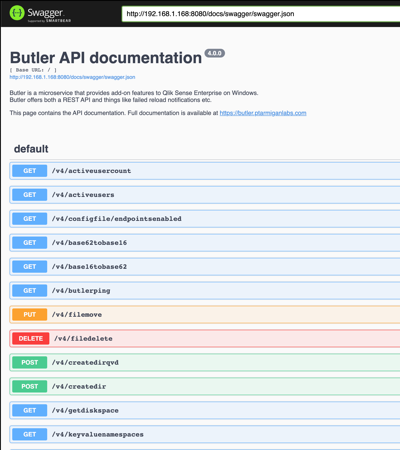 Swagger.
Supported by SMARTBEAR
http://192.168.1.168:8080/docs/swagger/swagger.json
Butler API documentation 4.0.0
[ Base URL: / ]
http://192.168.1.168:8080/docs/swagger/swagger.json
Butler is a microservice that provides add-on features to Qlik Sense Enterprise on Windows.
Butler offers both a REST API and things like failed reload notifications etc.
This page contains the API documentation. Full documentation is available at https://butler.ptarmiganlabs.com
default
GET /v4/activeusercount
GET /v4/activeusers
GET /v4/configfile/endpointsenabled
GET /v4/base62tobase16
GET /v4/base16tobase62
GET /v4/butlerping
PUT /v4/filemove
DELETE /v4/filedelete
POST /v4/createdirqvd
POST /v4/createdir
GET /v4/getdiskspace
GET /v4/keyvaluenamespaces